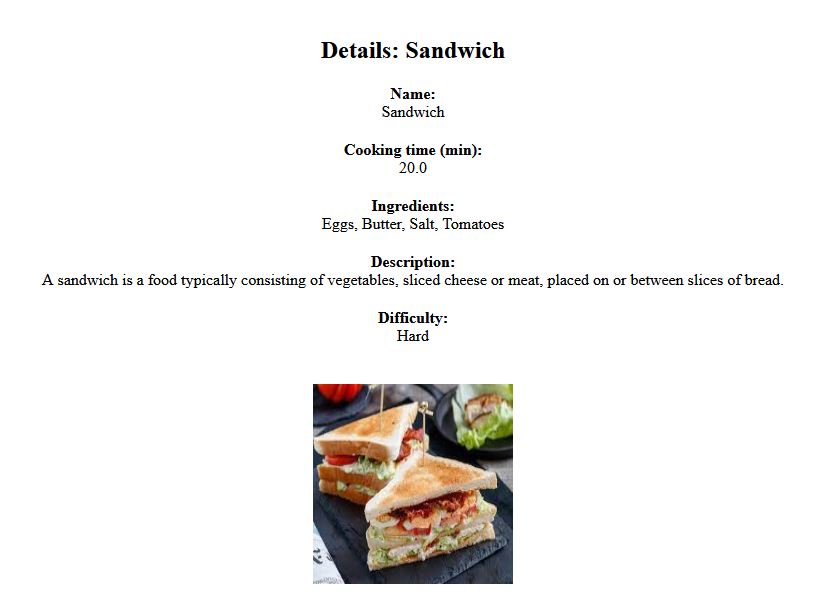 Details: Sandwich
Name:
Sandwich
Cooking time (min):
20.0
Ingredients:
Eggs, Butter, Salt, Tomatoes
Description:
A sandwich is a food typically consisting of vegetables, sliced cheese or meat, placed on or between slices of bread.
Difficulty:
Hard